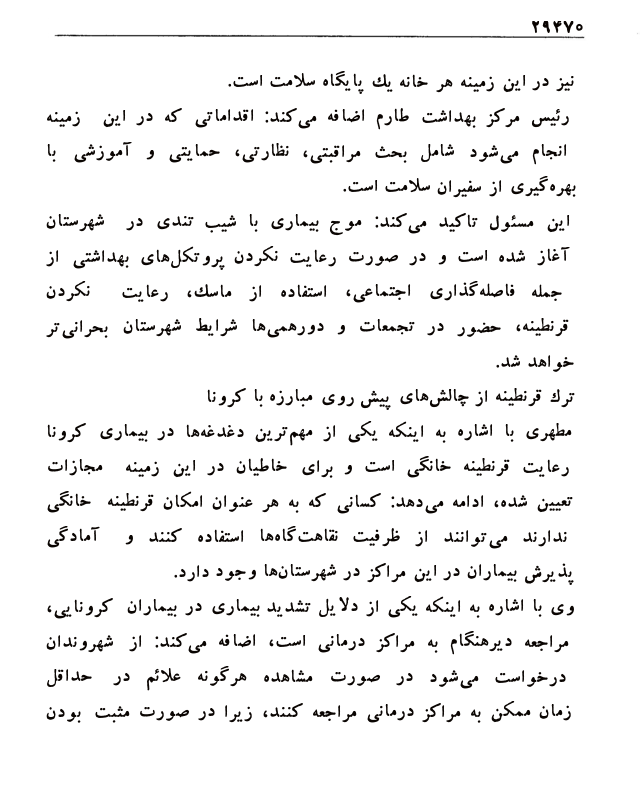 ۲۹۴۷۰
نیز در این زمینه هر خانه یك پایگاه سلامت است.
رئیس مرکز بهداشت طارم اضافه می‌کند: اقداماتی که در این زمینه
انجام می‌شود شامل بحث مراقبتی، نظارتی، حمایتی و آموزشی با
بهره‌گیری از سفیران سلامت است.
این مسئول تاکید می‌کند: موج بیماری با شیب تندی در شهرستان
آغاز شده است و در صورت رعایت نکردن پروتکل‌های بهداشتی از
جمله فاصله‌گذاری اجتماعی، استفاده از ماسك، رعایت نکردن
قرنطینه، حضور در تجمعات و دورهمی‌ها شرایط شهرستان بحرانی‌تر
خواهد شد.
ترك قرنطینه از چالش‌های پیش روی مبارزه با کرونا
مطهری با اشاره به اینکه یکی از مهم‌ترین دغدغه‌ها در بیماری کرونا
رعایت قرنطینه خانگی است و برای خاطیان در این زمینه مجازات
تعیین شده، ادامه می‌دهد: کسانی که به هر عنوان امکان قرنطینه خانگی
ندارند می‌توانند از ظرفیت نقاهت‌گاه‌ها استفاده کنند و آمادگی
پذیرش بیماران در این مراکز در شهرستان‌ها وجود دارد.
وی با اشاره به اینکه یکی از دلایل تشدید بیماری در بیماران کرونایی،
مراجعه دیرهنگام به مراکز درمانی است، اضافه می‌کند: از شهروندان
درخواست می‌شود در صورت مشاهده هرگونه علائم در حداقل
زمان ممکن به مراکز درمانی مراجعه کنند، زیرا در صورت مثبت بودن